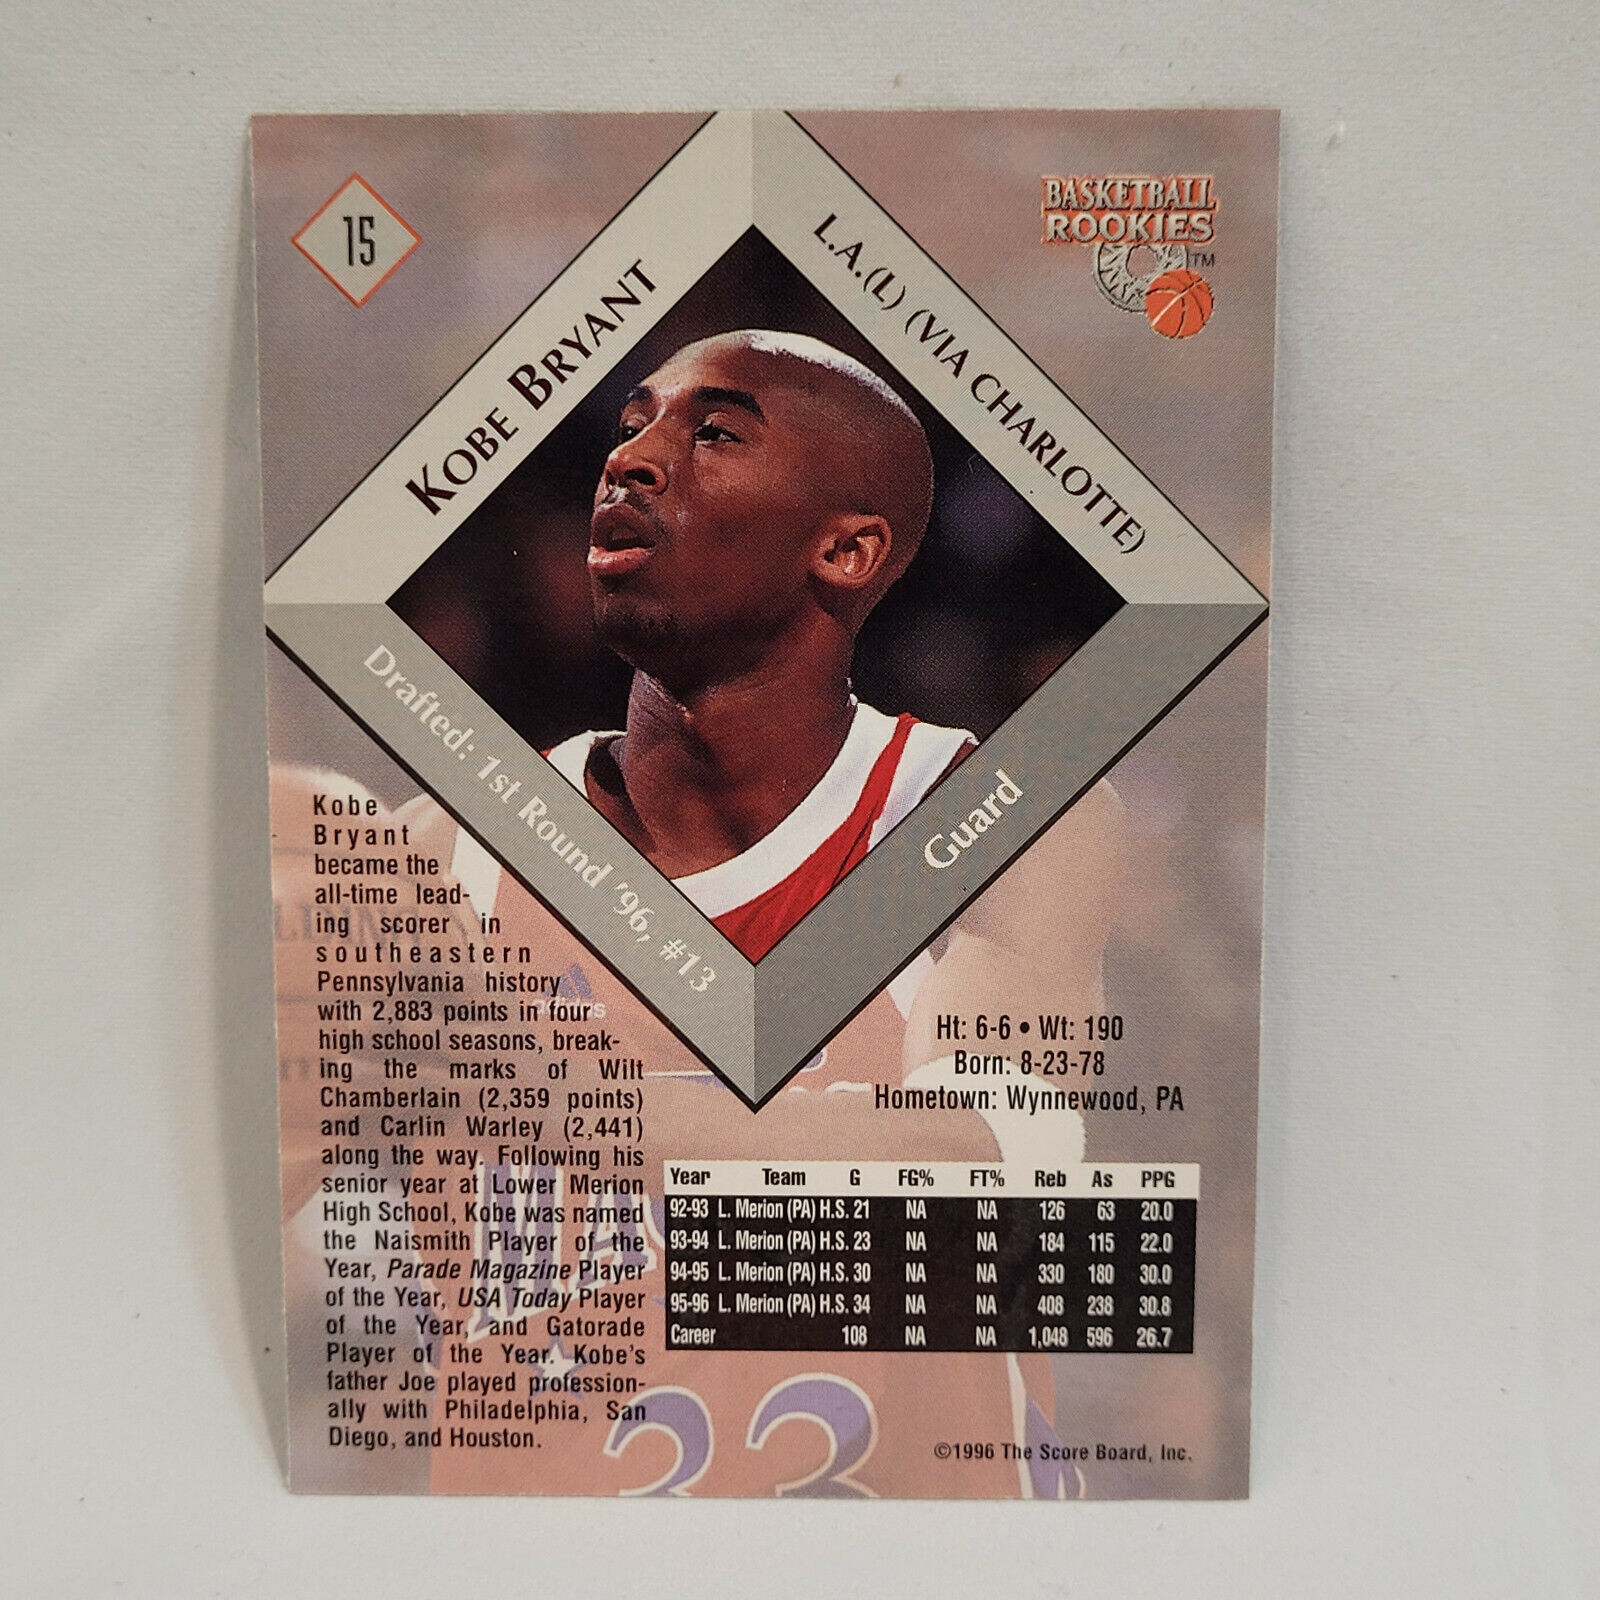 15
BASKETBALL
ROOKIES
TM
KOBE BRYANT
L.A.(L) (VIA CHARLOTTE)
Drafted: 1st Round '96, #13
Guard
Kobe
Bryant
became the
all-time lead-
ing scorer in
southeastern
Pennsylvania history
with 2,883 points in four
high school seasons, break-
ing the marks of Wilt
Chamberlain (2,359 points)
and Carlin Warley (2,441)
along the way. Following his
senior year at Lower Merion
High School, Kobe was named
the Naismith Player of the
Year, Parade Magazine Player
of the Year, USA Today Player
of the Year, and Gatorade
Player of the Year. Kobe's
father Joe played profession-
ally with Philadelphia, San
Diego, and Houston.
adidas
33
Ht: 6-6 • Wt: 190
Born: 8-23-78
Hometown: Wynnewood, PA
Year Team G FG% FT% Reb As PPG
92-93 L. Merion (PA) H.S. 21 NA NA 126 63 20.0
93-94 L. Merion (PA) H.S. 23 NA NA 184 115 22.0
94-95 L. Merion (PA) H.S. 30 NA NA 330 180 30.0
95-96 L. Merion (PA) H.S. 34 NA NA 408 238 30.8
Career 108 NA NA 1,048 596 26.7
©1996 The Score Board, Inc.